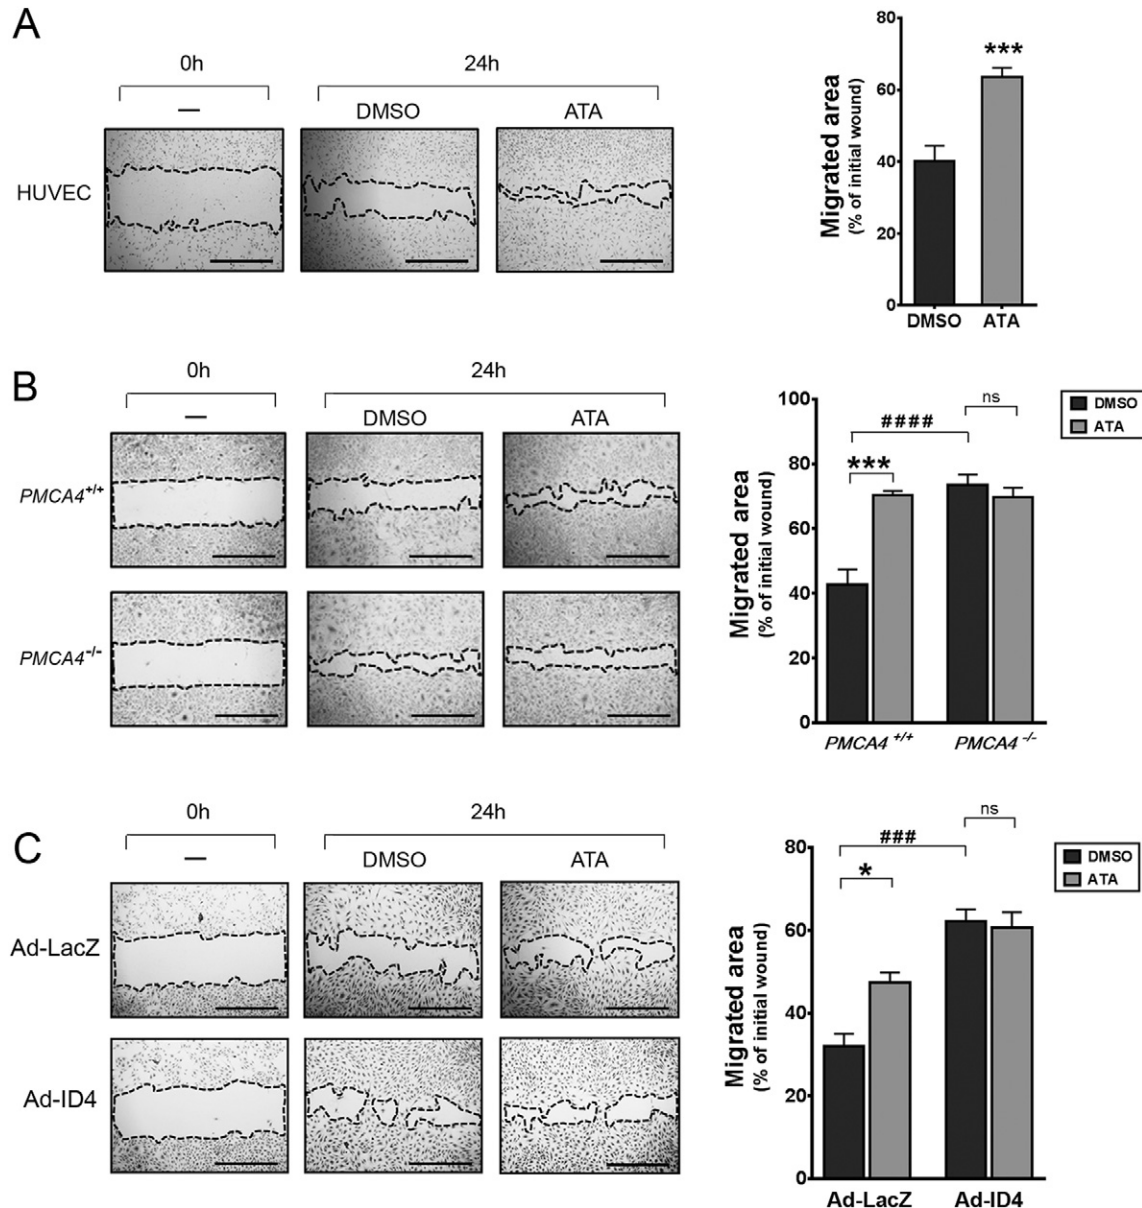 A
0h
24h
—
DMSO
ATA
HUVEC
Migrated area
(% of initial wound)
80
60
40
20
0
***
DMSO
ATA
B
0h
24h
—
DMSO
ATA
PMCA4+/+
PMCA4-/-
Migrated area
(% of initial wound)
100
80
60
40
20
0
***
####
ns
DMSO
ATA
PMCA4 +/+
PMCA4 -/-
C
0h
24h
—
DMSO
ATA
Ad-LacZ
Ad-ID4
Migrated area
(% of initial wound)
80
60
40
20
0
*
###
ns
DMSO
ATA
Ad-LacZ
Ad-ID4